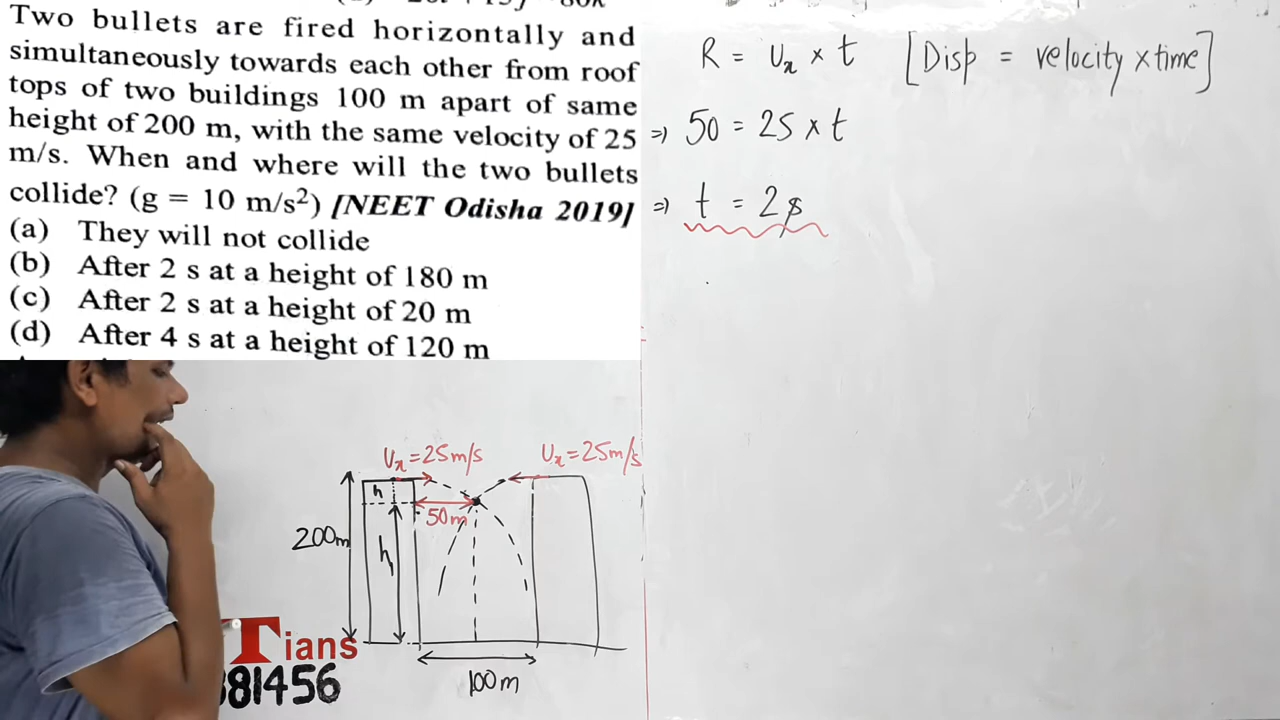 Two bullets are fired horizontally and
simultaneously towards each other from roof
tops of two buildings 100 m apart of same
height of 200 m, with the same velocity of 25
m/s. When and where will the two bullets
collide? (g = 10 m/s²) [NEET Odisha 2019]
(a) They will not collide
(b) After 2 s at a height of 180 m
(c) After 2 s at a height of 20 m
(d) After 4 s at a height of 120 m
R = Ux × t [Disp = velocity × time]
⇒ 50 = 25 × t
⇒ t = 2s
Ux = 25m/s
Ux = 25m/s
h
50m
200m
h
Tians
881456
100m